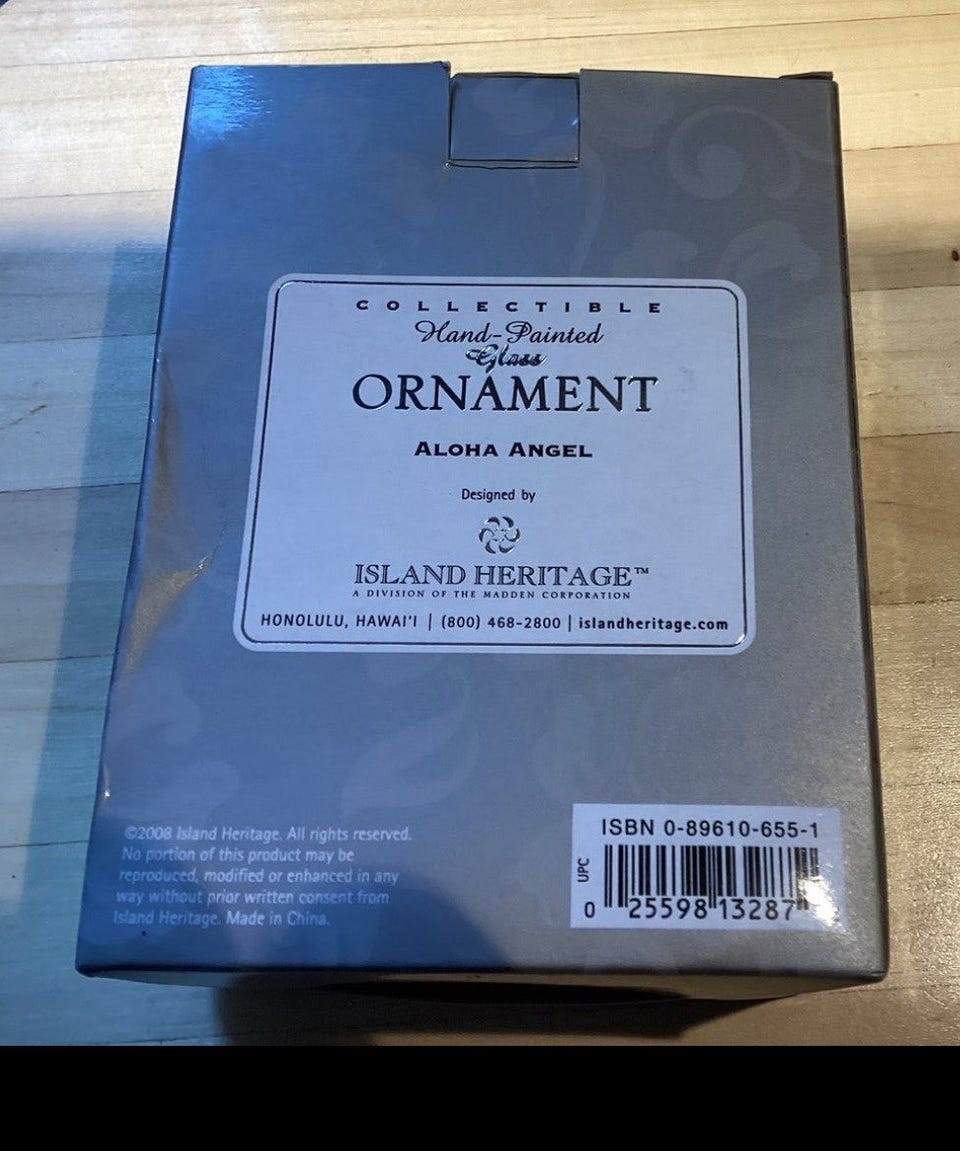 COLLECTIBLE
Hand-Painted
Glass
ORNAMENT
ALOHA ANGEL
Designed by
ISLAND HERITAGE™
A DIVISION OF THE MADDEN CORPORATION
HONOLULU, HAWAI'I | (800) 468-2800 | islandheritage.com
©2008 Island Heritage. All rights reserved.
No portion of this product may be
reproduced, modified or enhanced in any
way without prior written consent from
Island Heritage. Made in China.
ISBN 0-89610-655-1
UPC
0 25598 13287